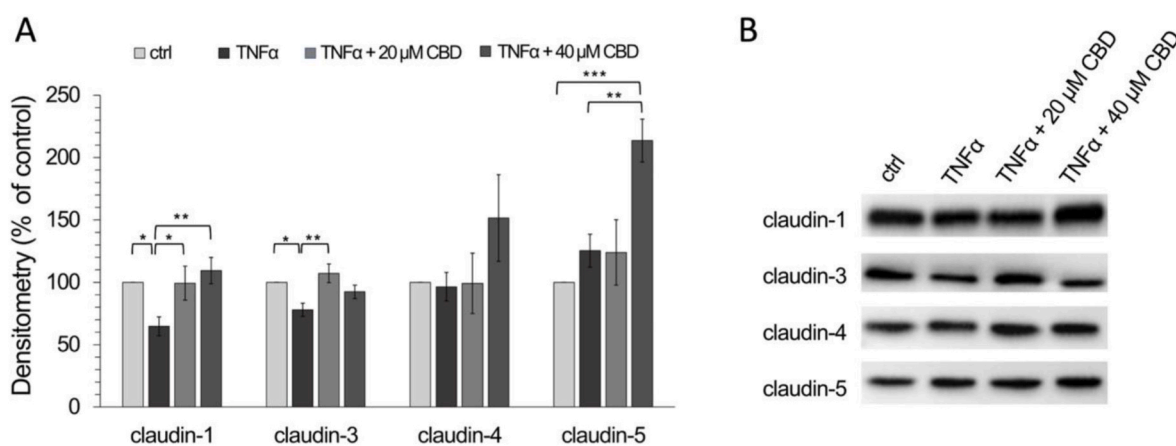 A
ctrl TNFα TNFα + 20 µM CBD TNFα + 40 µM CBD
Densitometry (% of control)
250
200
150
100
50
0
***
**
**
* *
* **
claudin-1 claudin-3 claudin-4 claudin-5
B
ctrl TNFα TNFα + 20 µM CBD TNFα + 40 µM CBD
claudin-1
claudin-3
claudin-4
claudin-5